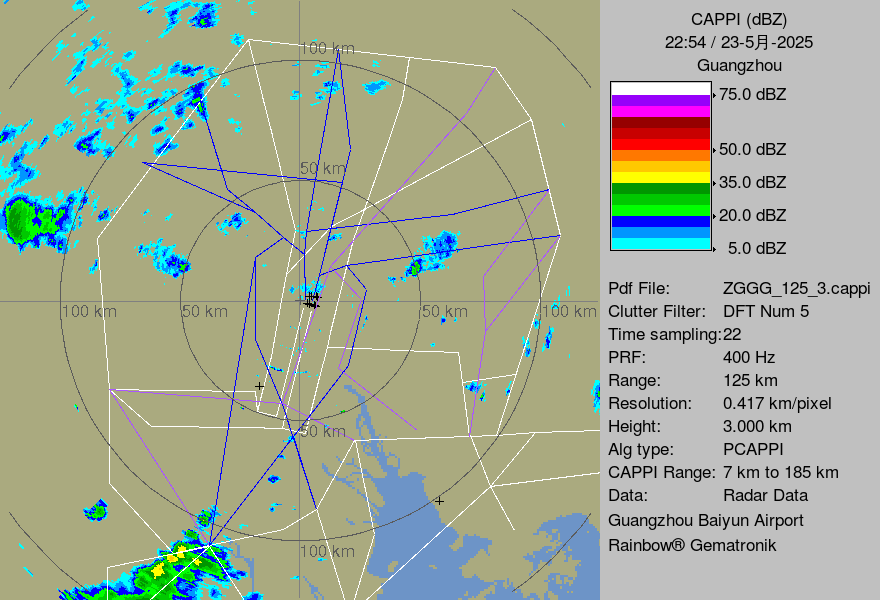 CAPPI (dBZ)
22:54 / 23-5月-2025
Guangzhou
75.0 dBZ
50.0 dBZ
35.0 dBZ
20.0 dBZ
5.0 dBZ
Pdf File: ZGGG_125_3.cappi
Clutter Filter: DFT Num 5
Time sampling:22
PRF: 400 Hz
Range: 125 km
Resolution: 0.417 km/pixel
Height: 3.000 km
Alg type: PCAPPI
CAPPI Range: 7 km to 185 km
Data: Radar Data
Guangzhou Baiyun Airport
Rainbow® Gematronik
100 km
50 km
100 km
50 km
50 km
100 km
50 km
100 km